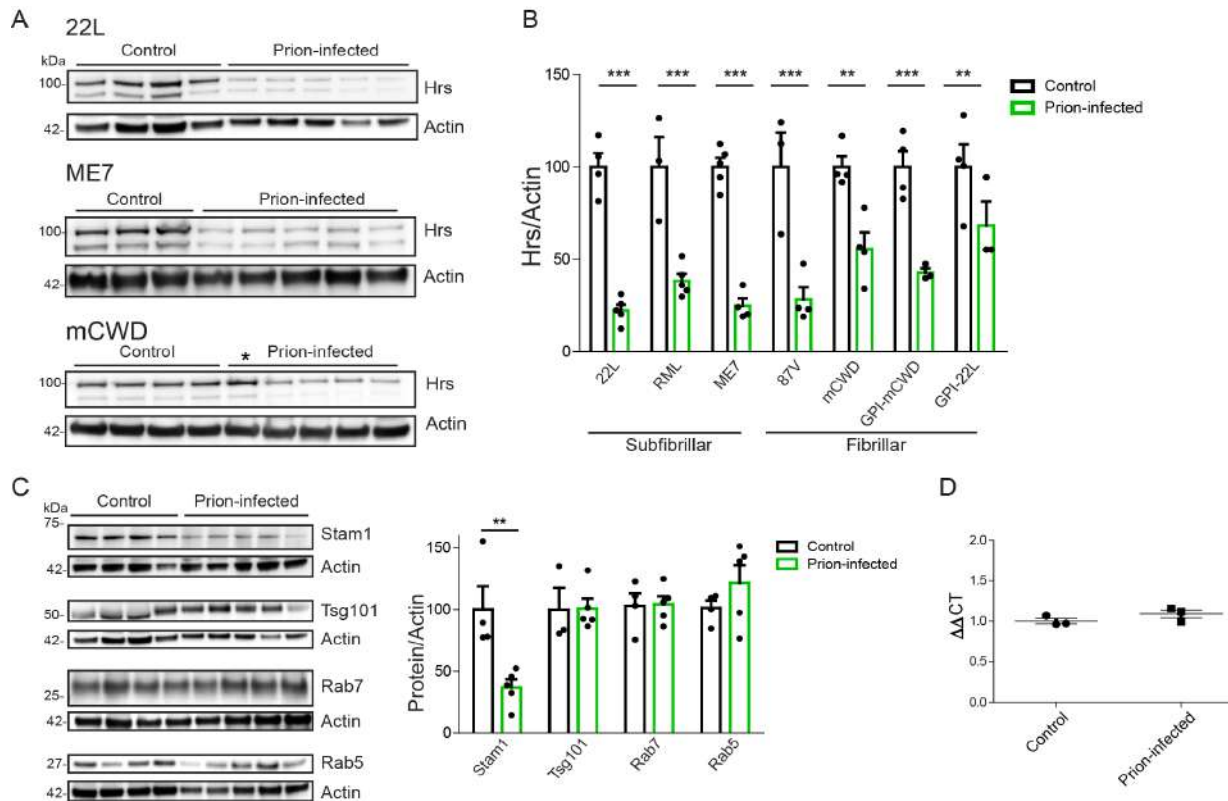 A
22L
Control Prion-infected
kDa
100- Hrs
42- Actin
ME7
Control Prion-infected
100- Hrs
42- Actin
mCWD
Control * Prion-infected
100- Hrs
42- Actin
B
*** *** *** *** ** *** **
Control
Prion-infected
150
100
50
0
Hrs/Actin
22L RML ME7 87V mCWD GPI-mCWD GPI-22L
Subfibrillar Fibrillar
C
Control Prion-infected
kDa
75-
Stam1
42- Actin
50- Tsg101
42- Actin
Rab7
25-
42- Actin
27- Rab5
42- Actin
**
Control
Prion-infected
150
100
50
0
Protein/Actin
Stam1 Tsg101 Rab7 Rab5
D
2.0
1.5
1.0
0.5
0.0
ΔΔCT
Control Prion-infected